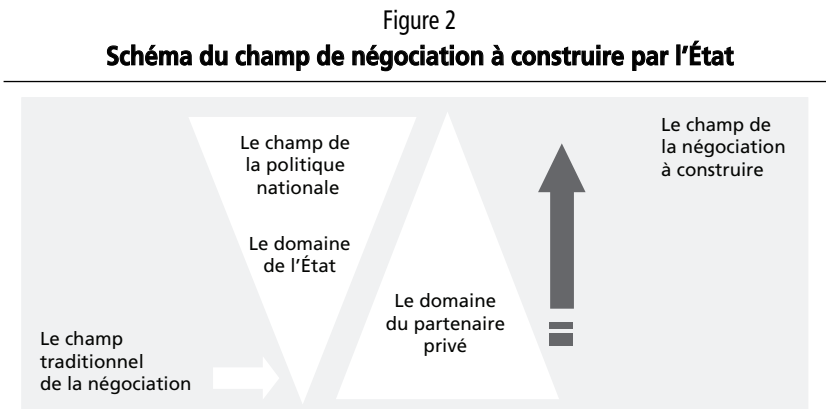 Figure 2
Schéma du champ de négociation à construire par l'État
Le champ de
la politique
nationale
Le domaine
de l'État
Le domaine
du partenaire
privé
Le champ de
la négociation
à construire
Le champ
traditionnel
de la négociation